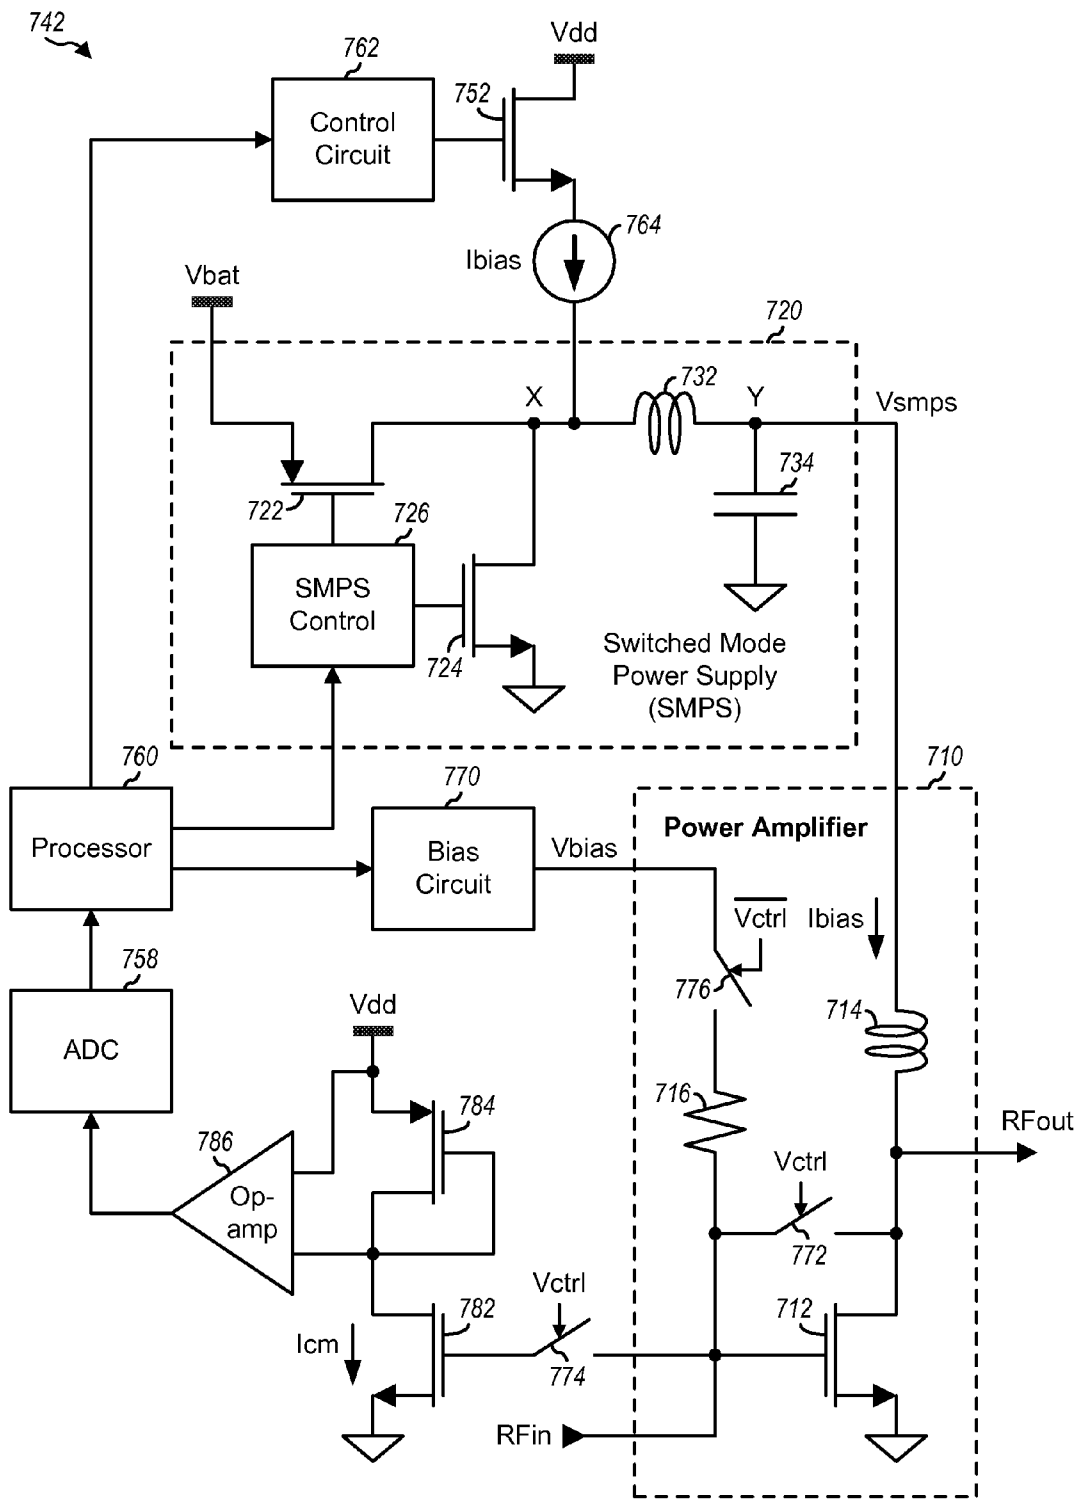 742
Vdd
762
752
Control
Circuit
764
Ibias
Vbat
720
732
X
Y
Vsmps
734
722
726
SMPS
Control
724
Switched Mode
Power Supply
(SMPS)
760
770
710
Processor
Bias
Circuit
Vbias
Power Amplifier
Vctrl
Ibias
776
758
ADC
Vdd
714
716
784
786
Op-
amp
RFout
Vctrl
772
Vctrl
782
712
Icm
774
RFin